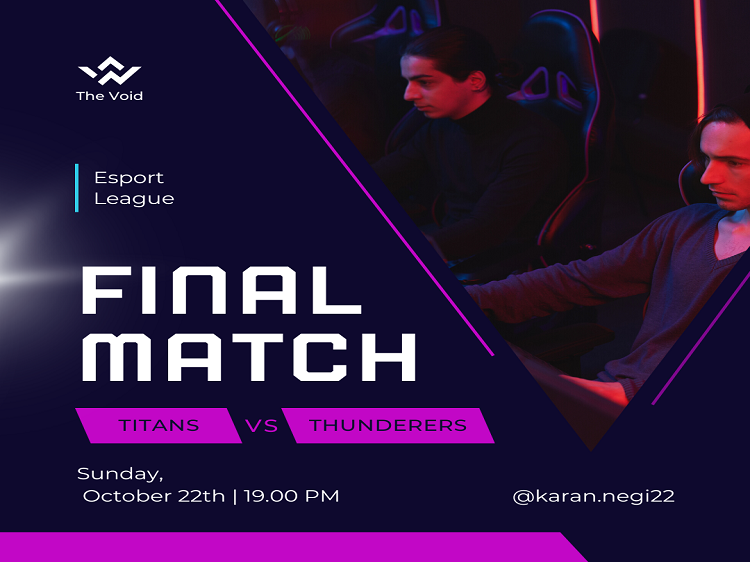 The Void
Esport
League
FINAL
MATCH
TITANS VS THUNDERERS
Sunday,
October 22th | 19.00 PM
@karan.negi22